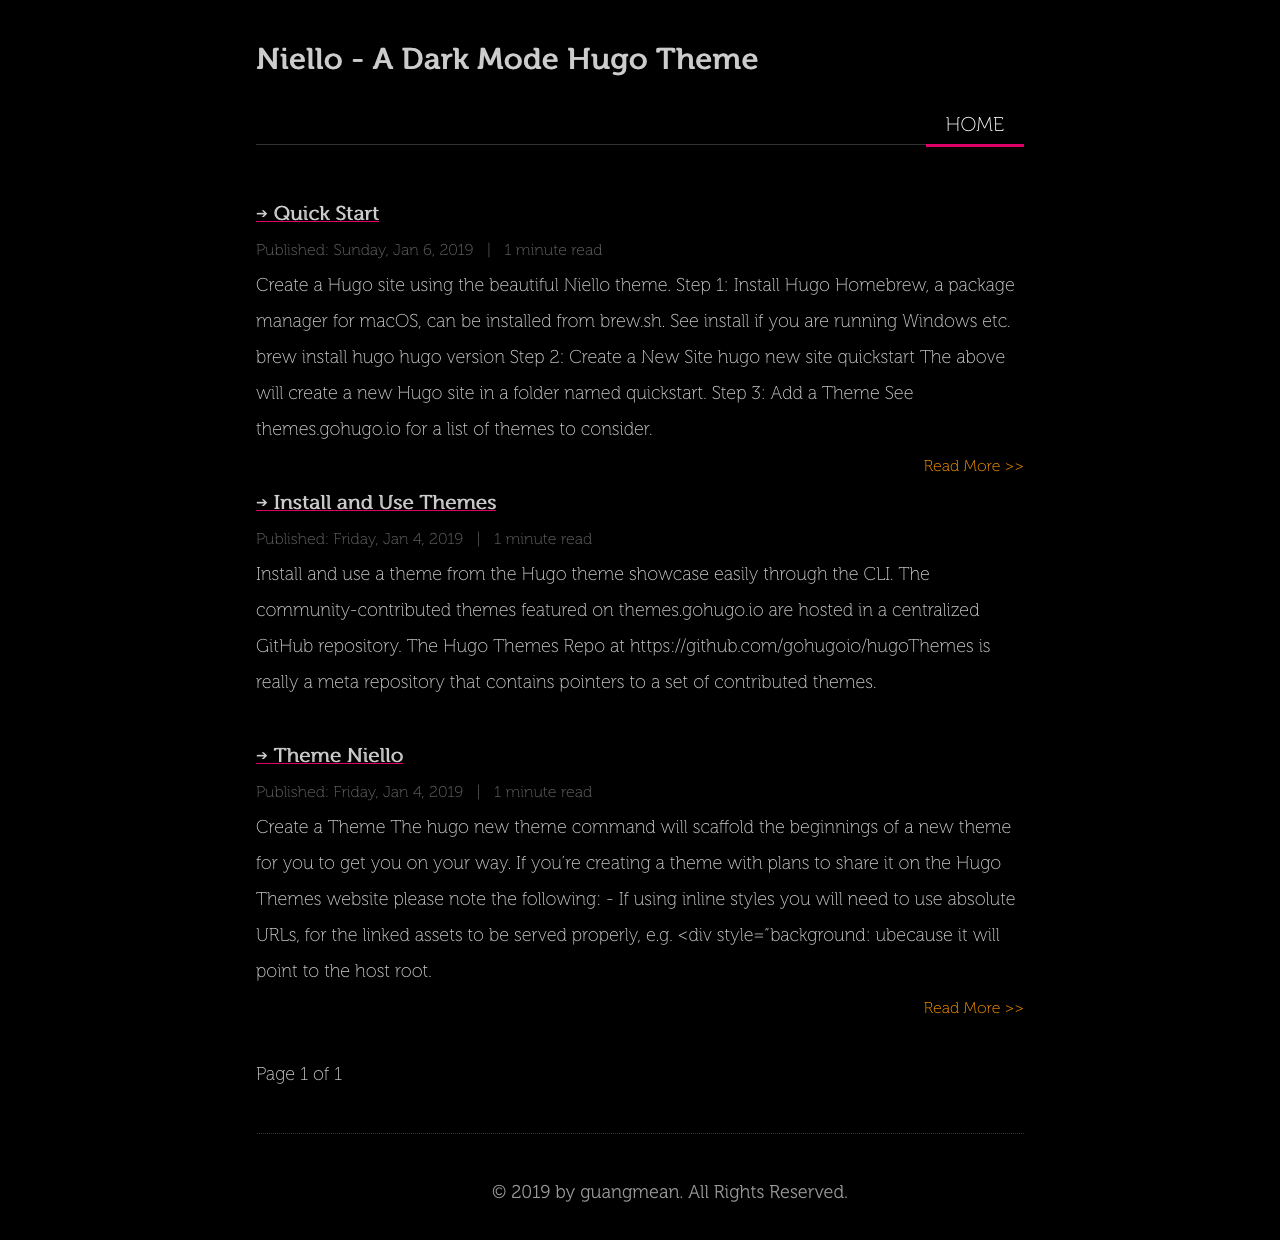 Niello - A Dark Mode Hugo Theme
HOME
→ Quick Start
Published: Sunday, Jan 6, 2019 | 1 minute read
Create a Hugo site using the beautiful Niello theme. Step 1: Install Hugo Homebrew, a package
manager for macOS, can be installed from brew.sh. See install if you are running Windows etc.
brew install hugo hugo version Step 2: Create a New Site hugo new site quickstart The above
will create a new Hugo site in a folder named quickstart. Step 3: Add a Theme See
themes.gohugo.io for a list of themes to consider.
Read More >>
→ Install and Use Themes
Published: Friday, Jan 4, 2019 | 1 minute read
Install and use a theme from the Hugo theme showcase easily through the CLI. The
community-contributed themes featured on themes.gohugo.io are hosted in a centralized
GitHub repository. The Hugo Themes Repo at https://github.com/gohugoio/hugoThemes is
really a meta repository that contains pointers to a set of contributed themes.
→ Theme Niello
Published: Friday, Jan 4, 2019 | 1 minute read
Create a Theme The hugo new theme command will scaffold the beginnings of a new theme
for you to get you on your way. If you’re creating a theme with plans to share it on the Hugo
Themes website please note the following: - If using inline styles you will need to use absolute
URLs, for the linked assets to be served properly, e.g. <div style=”background: ubecause it will
point to the host root.
Read More >>
Page 1 of 1
© 2019 by guangmean. All Rights Reserved.